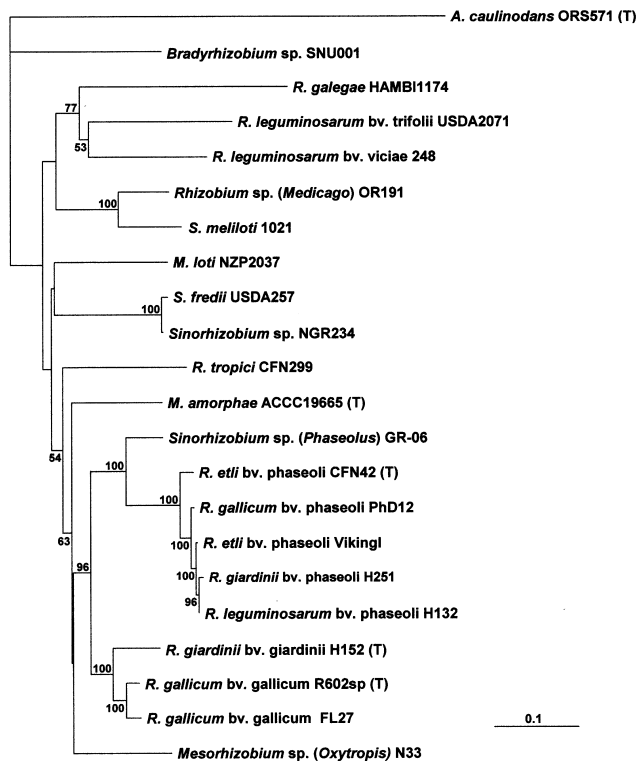 A. caulinodans ORS571 (T)
Bradyrhizobium sp. SNU001
R. galegae HAMBI1174
77
R. leguminosarum bv. trifolii USDA2071
53
R. leguminosarum bv. viciae 248
Rhizobium sp. (Medicago) OR191
100
S. meliloti 1021
M. loti NZP2037
S. fredii USDA257
100
Sinorhizobium sp. NGR234
R. tropici CFN299
M. amorphae ACCC19665 (T)
Sinorhizobium sp. (Phaseolus) GR-06
54
100
R. etli bv. phaseoli CFN42 (T)
100
R. gallicum bv. phaseoli PhD12
63
100
R. etli bv. phaseoli VikingI
96
100
R. giardinii bv. phaseoli H251
96
R. leguminosarum bv. phaseoli H132
R. giardinii bv. giardinii H152 (T)
100
R. gallicum bv. gallicum R602sp (T)
100
R. gallicum bv. gallicum FL27
0.1
Mesorhizobium sp. (Oxytropis) N33